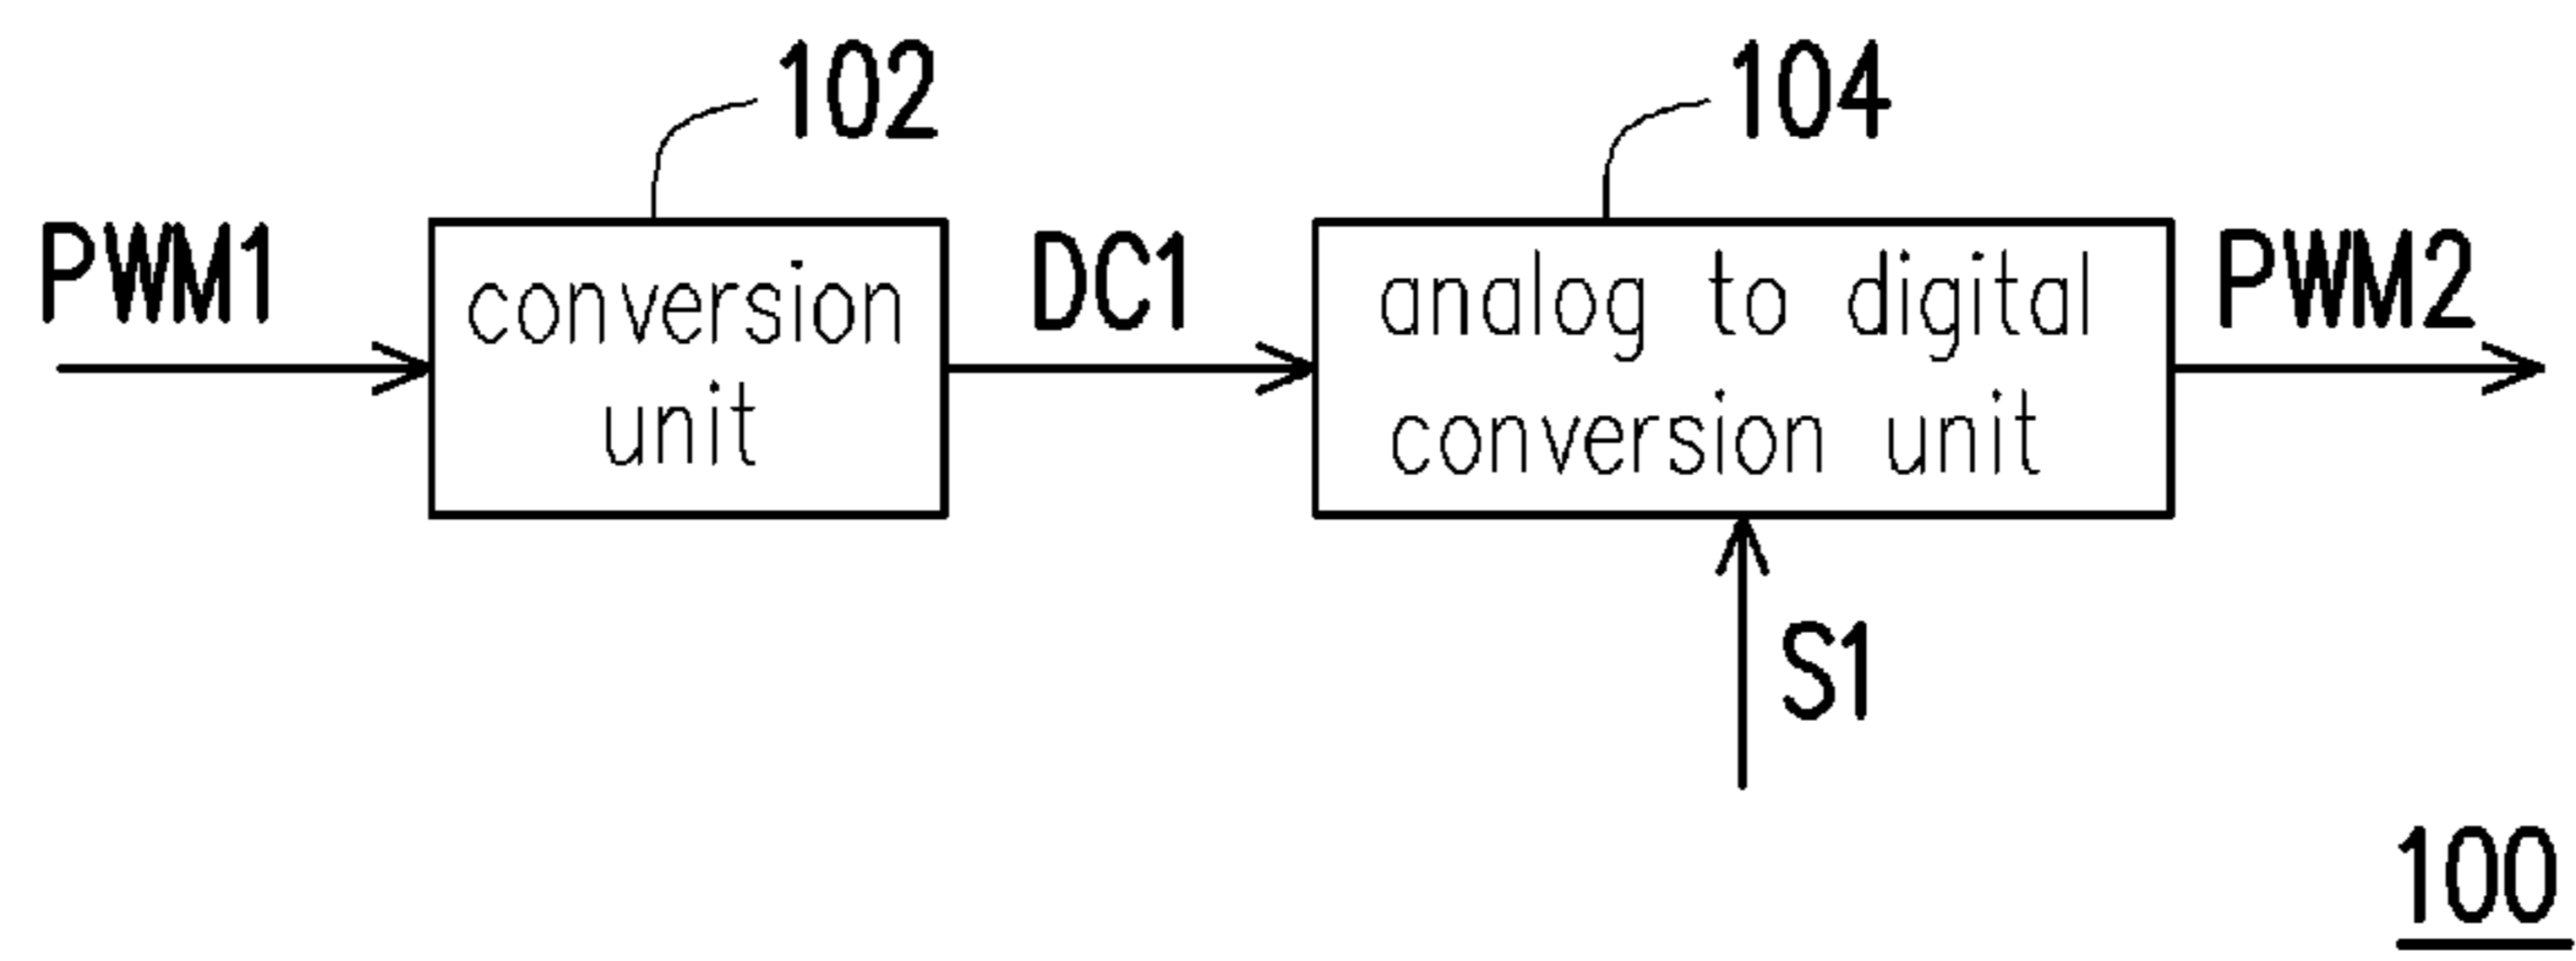 102
104
PWM1
conversion
unit
DC1
analog to digital
conversion unit
PWM2
S1
100